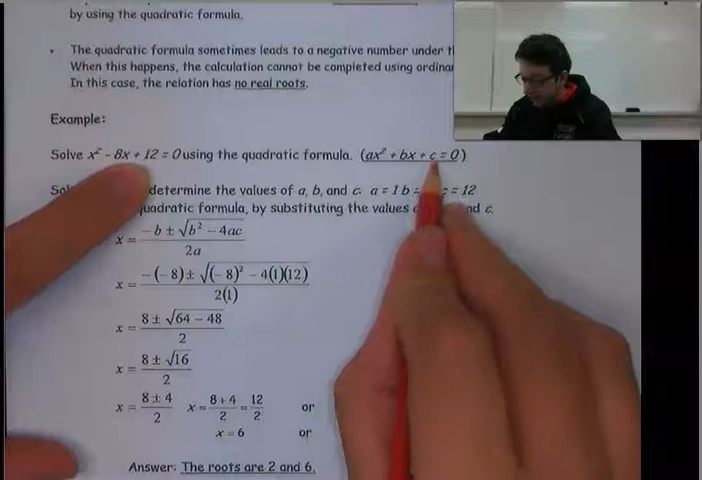 by using the quadratic formula.
• The quadratic formula sometimes leads to a negative number under
When this happens, the calculation cannot be completed using
In this case, the relation has no real roots.
Example:
Solve x² - 8x + 12 = 0 using the quadratic formula. (ax² + bx + c = 0)
determine the values of a, b, and c. a = 1 b = c = 12
quadratic formula, by substituting the values and c.
x = (-b ± √(b² - 4ac)) / 2a
x = (-(-8) ± √((-8)² - 4(1)(12))) / 2(1)
x = (8 ± √(64 - 48)) / 2
x = (8 ± √16) / 2
x = (8 ± 4) / 2 x = (8 + 4) / 2 = 12 / 2 or
x = 6 or
Answer: The roots are 2 and 6.